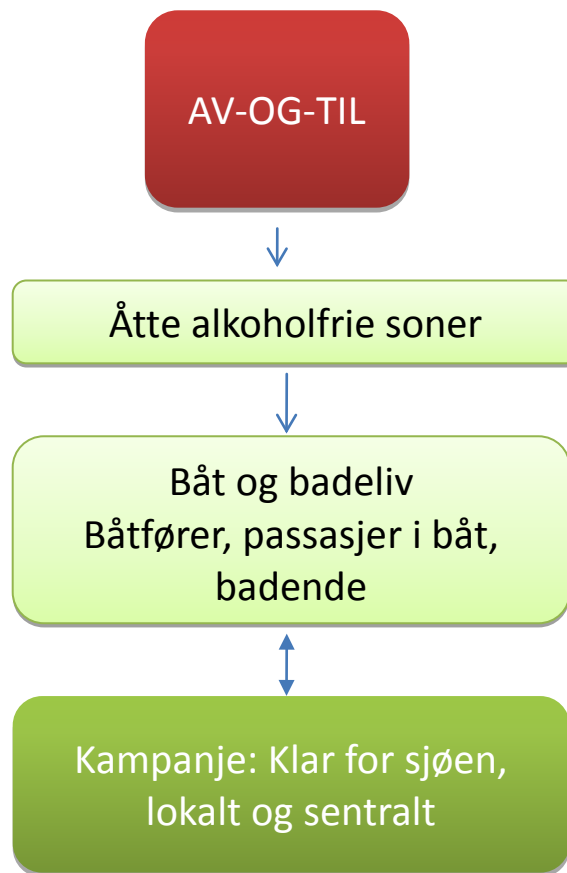 AV-OG-TIL
Åtte alkoholfrie soner
Båt og badeliv
Båtfører, passasjer i båt,
badende
Kampanje: Klar for sjøen,
lokalt og sentralt